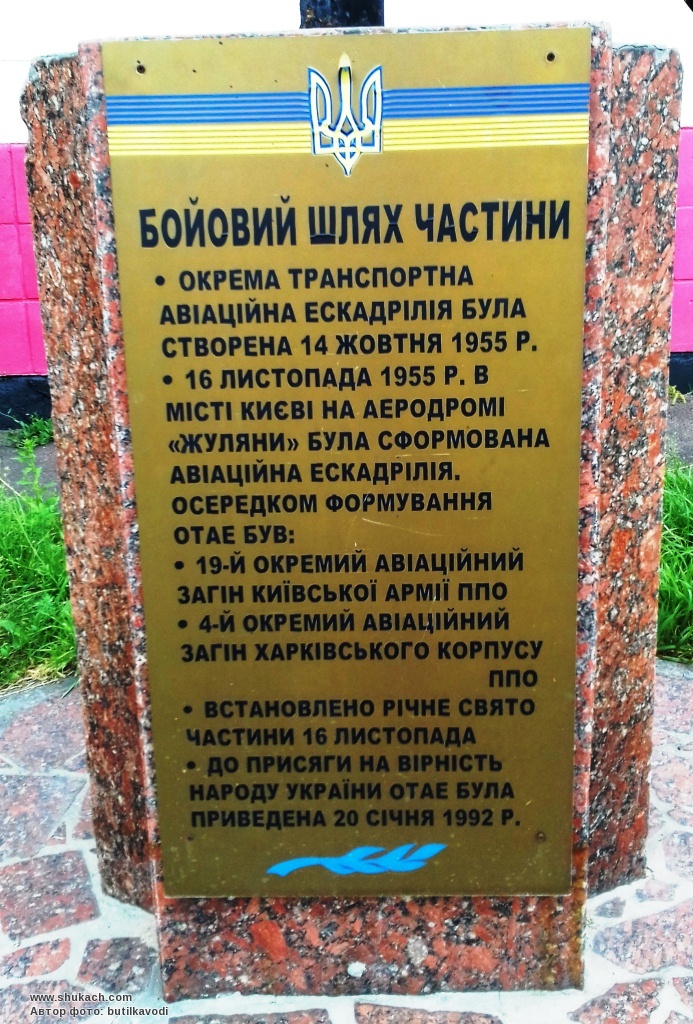 БОЙОВИЙ ШЛЯХ ЧАСТИНИ
• ОКРЕМА ТРАНСПОРТНА
АВІАЦІЙНА ЕСКАДРІЛІЯ БУЛА
СТВОРЕНА 14 ЖОВТНЯ 1955 Р.
• 16 ЛИСТОПАДА 1955 Р. В
МІСТІ КИЄВІ НА АЕРОДРОМІ
«ЖУЛЯНИ» БУЛА СФОРМОВАНА
АВІАЦІЙНА ЕСКАДРІЛІЯ.
ОСЕРЕДКОМ ФОРМУВАННЯ
ОТАЕ БУВ:
• 19-Й ОКРЕМИЙ АВІАЦІЙНИЙ
ЗАГІН КИЇВСЬКОЇ АРМІЇ ППО
• 4-Й ОКРЕМИЙ АВІАЦІЙНИЙ
ЗАГІН ХАРКІВСЬКОГО КОРПУСУ
ППО
• ВСТАНОВЛЕНО РІЧНЕ СВЯТО
ЧАСТИНИ 16 ЛИСТОПАДА
• ДО ПРИСЯГИ НА ВІРНІСТЬ
НАРОДУ УКРАЇНИ ОТАЕ БУЛА
ПРИВЕДЕНА 20 СІЧНЯ 1992 Р.
www.shukach.com
Автор фото: butilkavodi